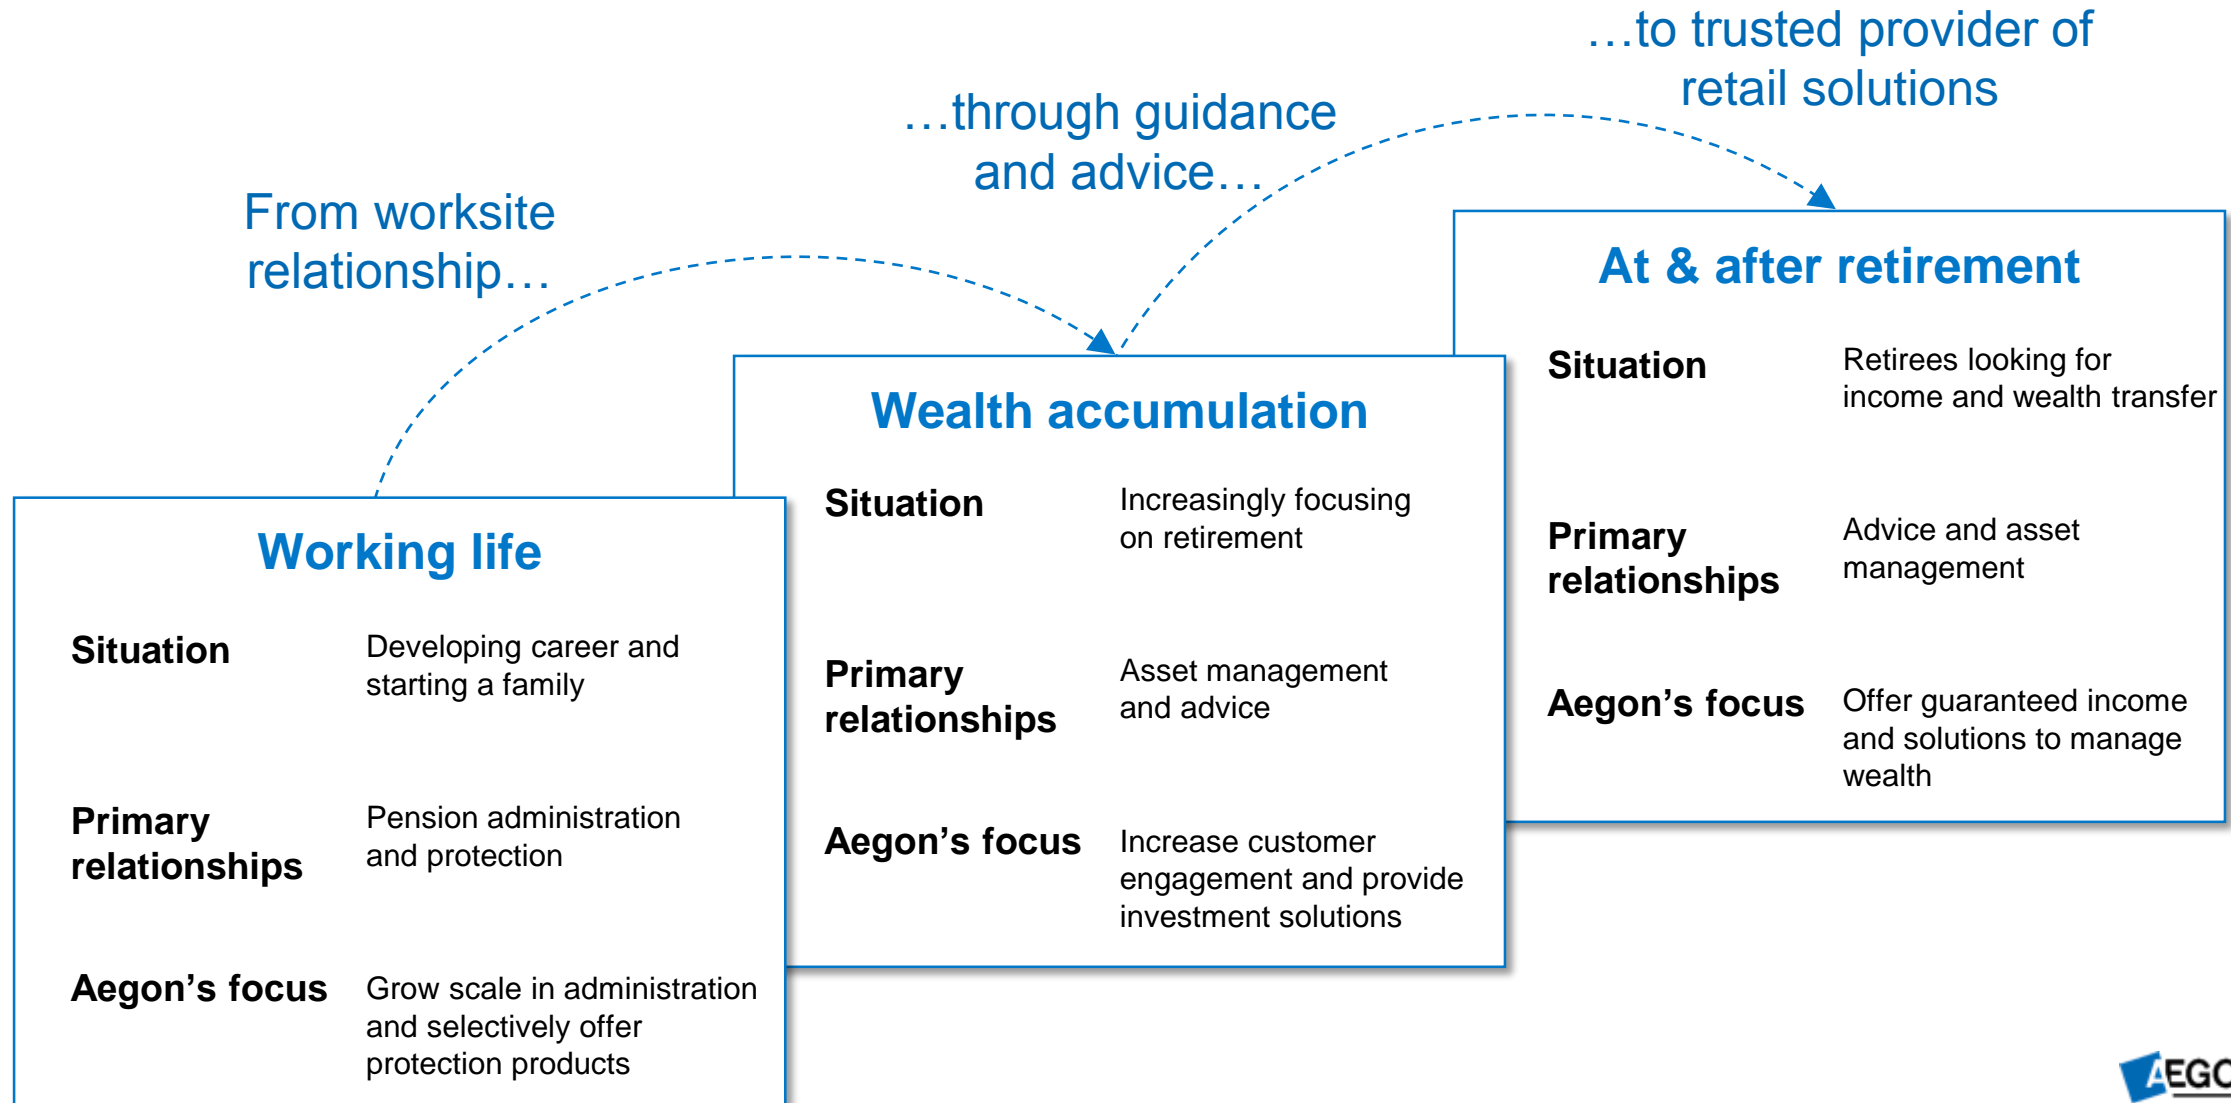 From worksite
relationship…
…through guidance
and advice…
…to trusted provider of
retail solutions
Working life
Situation
Developing career and
starting a family
Primary
relationships
Pension administration
and protection
Aegon’s focus
Grow scale in administration
and selectively offer
protection products
Wealth accumulation
Situation
Increasingly focusing
on retirement
Primary
relationships
Asset management
and advice
Aegon’s focus
Increase customer
engagement and provide
investment solutions
At & after retirement
Situation
Retirees looking for
income and wealth transfer
Primary
relationships
Advice and asset
management
Aegon’s focus
Offer guaranteed income
and solutions to manage
wealth